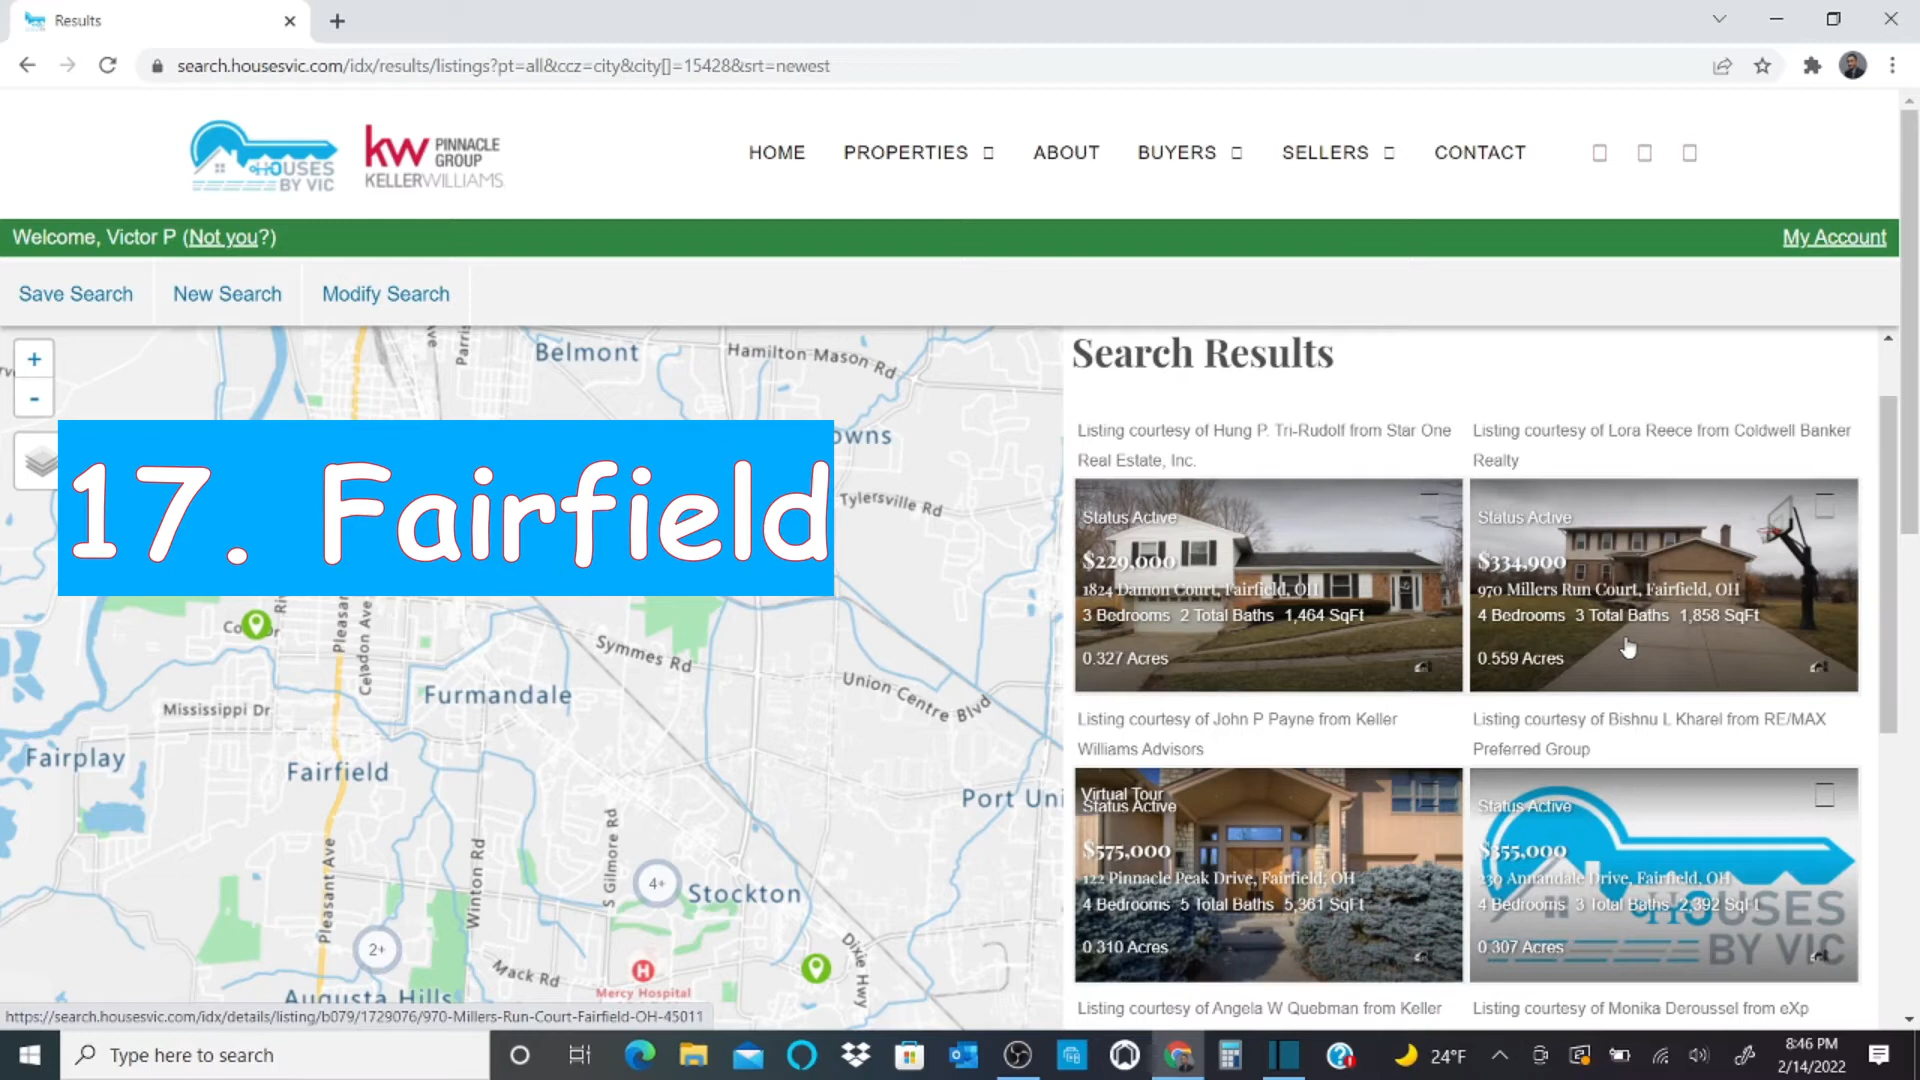 Results
search.housesvic.com/idx/results/listings?pt=all&ccz=city&city[]=15428&srt=newest
HOUSES
BY VIC
kw PINNACLE
GROUP
KELLERWILLIAMS.
HOME PROPERTIES ABOUT BUYERS SELLERS CONTACT
Welcome, Victor P (Not you?)
My Account
Save Search New Search Modify Search
+
-
Belmont
Hamilton Mason Rd
17. Fairfield
Tylersville Rd
Symmes Rd
Union Centre Blvd
Furmandale
Mississippi Dr
Celadon Ave
Fairplay
Fairfield
Port Uni
Pleasant Ave
Winton Rd
S Gilmore Rd
4+
Stockton
2+
Mack Rd
Dixie Hwy
H
Mercy Hospital
Augusta Hills
Search Results
Listing courtesy of Hung P. Tri-Rudolf from Star One
Real Estate, Inc.
Status Active
$229,000
1824 Damon Court, Fairfield, OH
3 Bedrooms 2 Total Baths 1,464 SqFt
0.327 Acres
Listing courtesy of Lora Reece from Coldwell Banker
Realty
Status Active
$334,900
970 Millers Run Court, Fairfield, OH
4 Bedrooms 3 Total Baths 1,858 SqFt
0.559 Acres
Listing courtesy of John P Payne from Keller
Williams Advisors
Virtual Tour
Status Active
$575,000
122 Pinnacle Peak Drive, Fairfield, OH
4 Bedrooms 5 Total Baths 5,361 SqFt
0.310 Acres
Listing courtesy of Bishnu L Kharel from RE/MAX
Preferred Group
Status Active
$355,000
230 Annandale Drive, Fairfield, OH
4 Bedrooms 3 Total Baths 2,392 SqFt
0.307 Acres
HOUSES
BY VIC
Listing courtesy of Angela W Quebman from Keller
Listing courtesy of Monika Deroussel from eXp
https://search.housesvic.com/idx/details/listing/b079/1729076/970-Millers-Run-Court-Fairfield-OH-45011
Type here to search
24°F
8:46 PM
2/14/2022